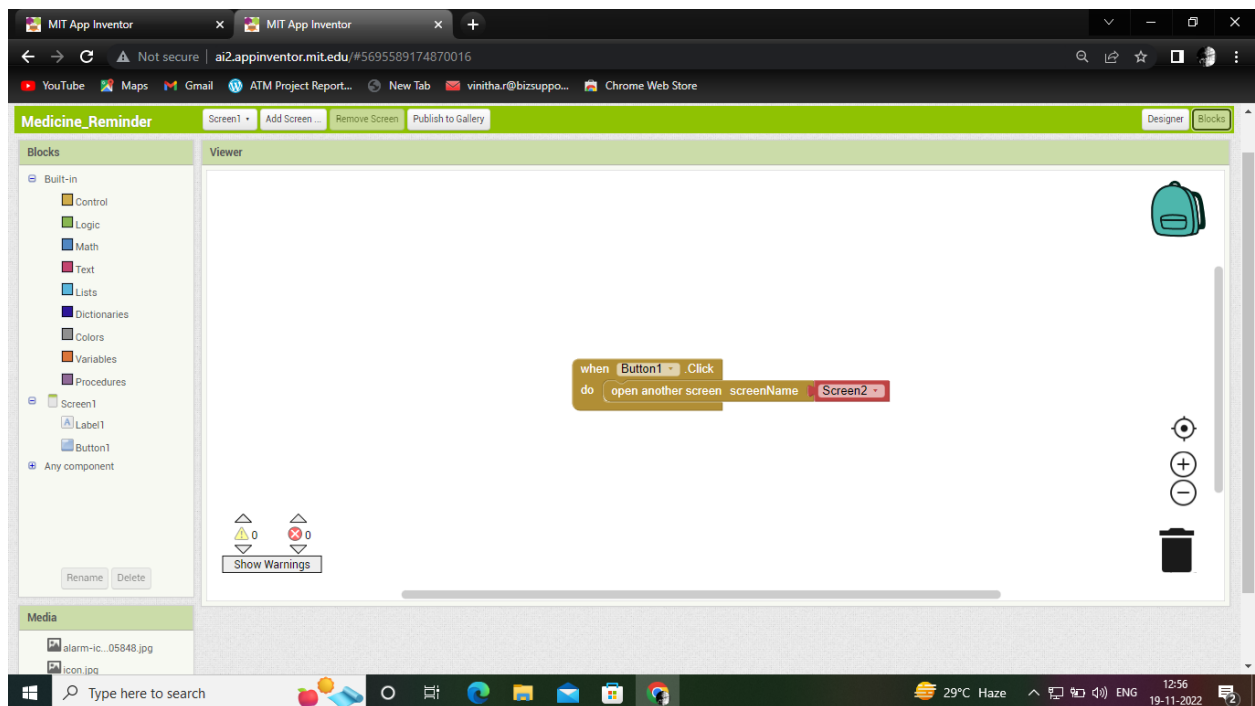 MIT App Inventor
MIT App Inventor
Not secure | ai2.appinventor.mit.edu/#5695589174870016
YouTube Maps Gmail ATM Project Report... New Tab vinitha.r@bizsuppo... Chrome Web Store
Medicine_Reminder Screen1 Add Screen ... Remove Screen Publish to Gallery Designer Blocks
Blocks
Viewer
Built-in
Control
Logic
Math
Text
Lists
Dictionaries
Colors
Variables
Procedures
Screen1
Label1
Button1
Any component
Rename Delete
when Button1 .Click
do open another screen screenName Screen2
0 0
Show Warnings
Media
alarm-ic...05848.jpg
icon.jpg
Type here to search
29°C Haze ENG 12:56
19-11-2022
2